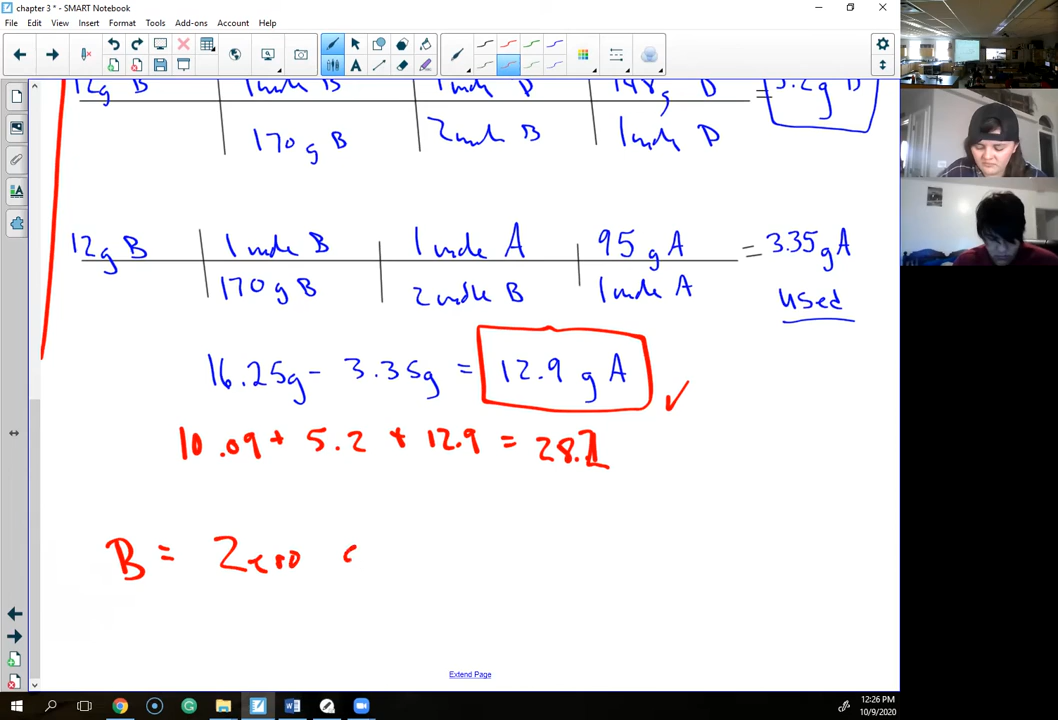 chapter 3 * - SMART Notebook
File Edit View Insert Format Tools Add-ons Account Help
12g B | 1 mole B | 1 mole D | 148 g D = 5.2 g D
170 g B | 2 mole B | 1 mole D
12g B | 1 mole B | 1 mole A | 95 g A = 3.35 g A
170 g B | 2 mole B | 1 mole A
used
16.25g - 3.35g = 12.9 g A ✓
10.09 + 5.2 + 12.9 =
B = Zero
Extend Page
12:26 PM
10/9/2020